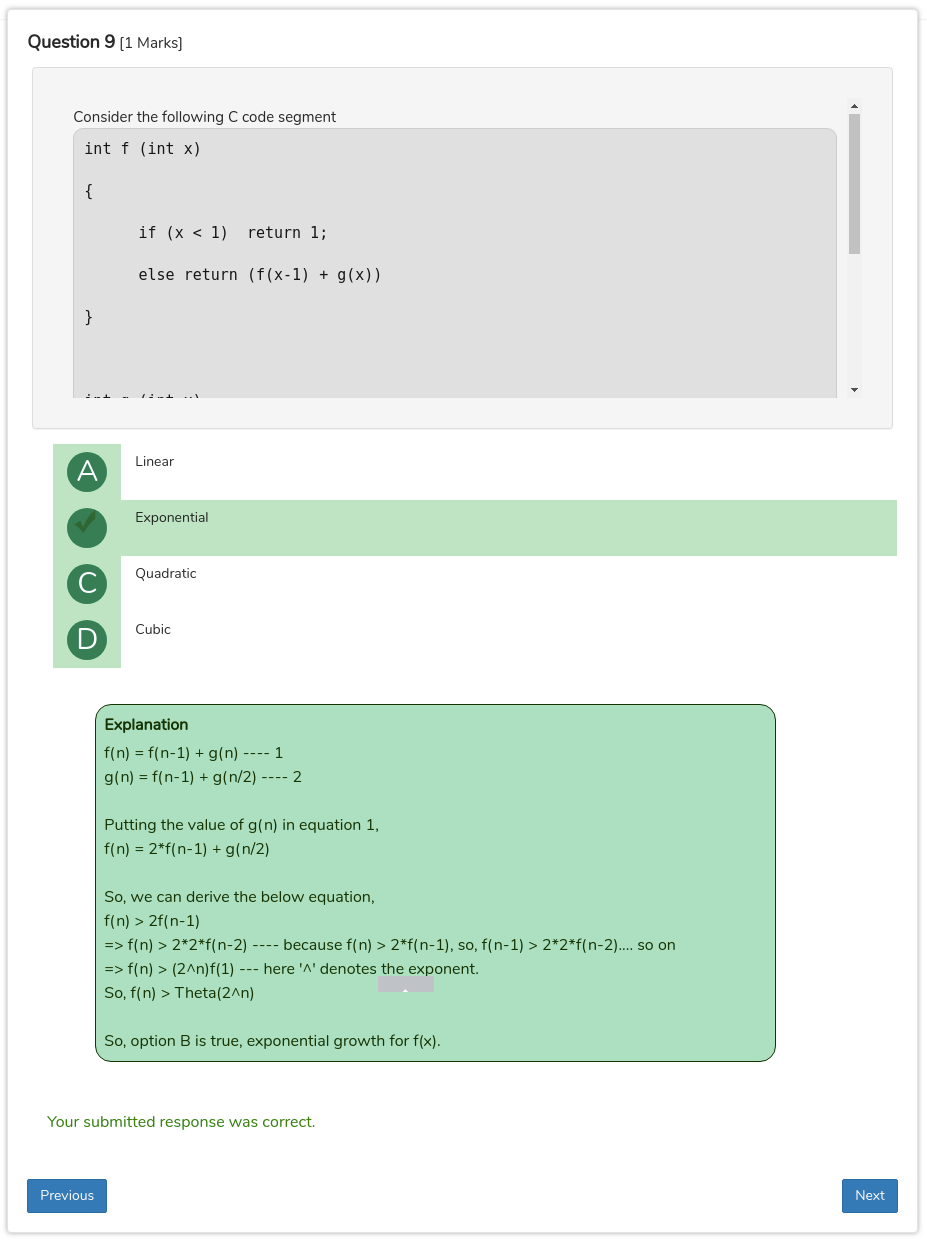 Question 9 [1 Marks]
Consider the following C code segment
int f (int x)
{
if (x < 1)  return 1;
else return (f(x-1) + g(x))
}
A
Linear
Exponential
C
Quadratic
D
Cubic
Explanation
f(n) = f(n-1) + g(n) ---- 1
g(n) = f(n-1) + g(n/2) ---- 2
Putting the value of g(n) in equation 1,
f(n) = 2*f(n-1) + g(n/2)
So, we can derive the below equation,
f(n) > 2f(n-1)
=> f(n) > 2*2*f(n-2) ---- because f(n) > 2*f(n-1), so, f(n-1) > 2*2*f(n-2).... so on
=> f(n) > (2^n)f(1) --- here '^' denotes the exponent.
So, f(n) > Theta(2^n)
So, option B is true, exponential growth for f(x).
Your submitted response was correct.
Previous
Next